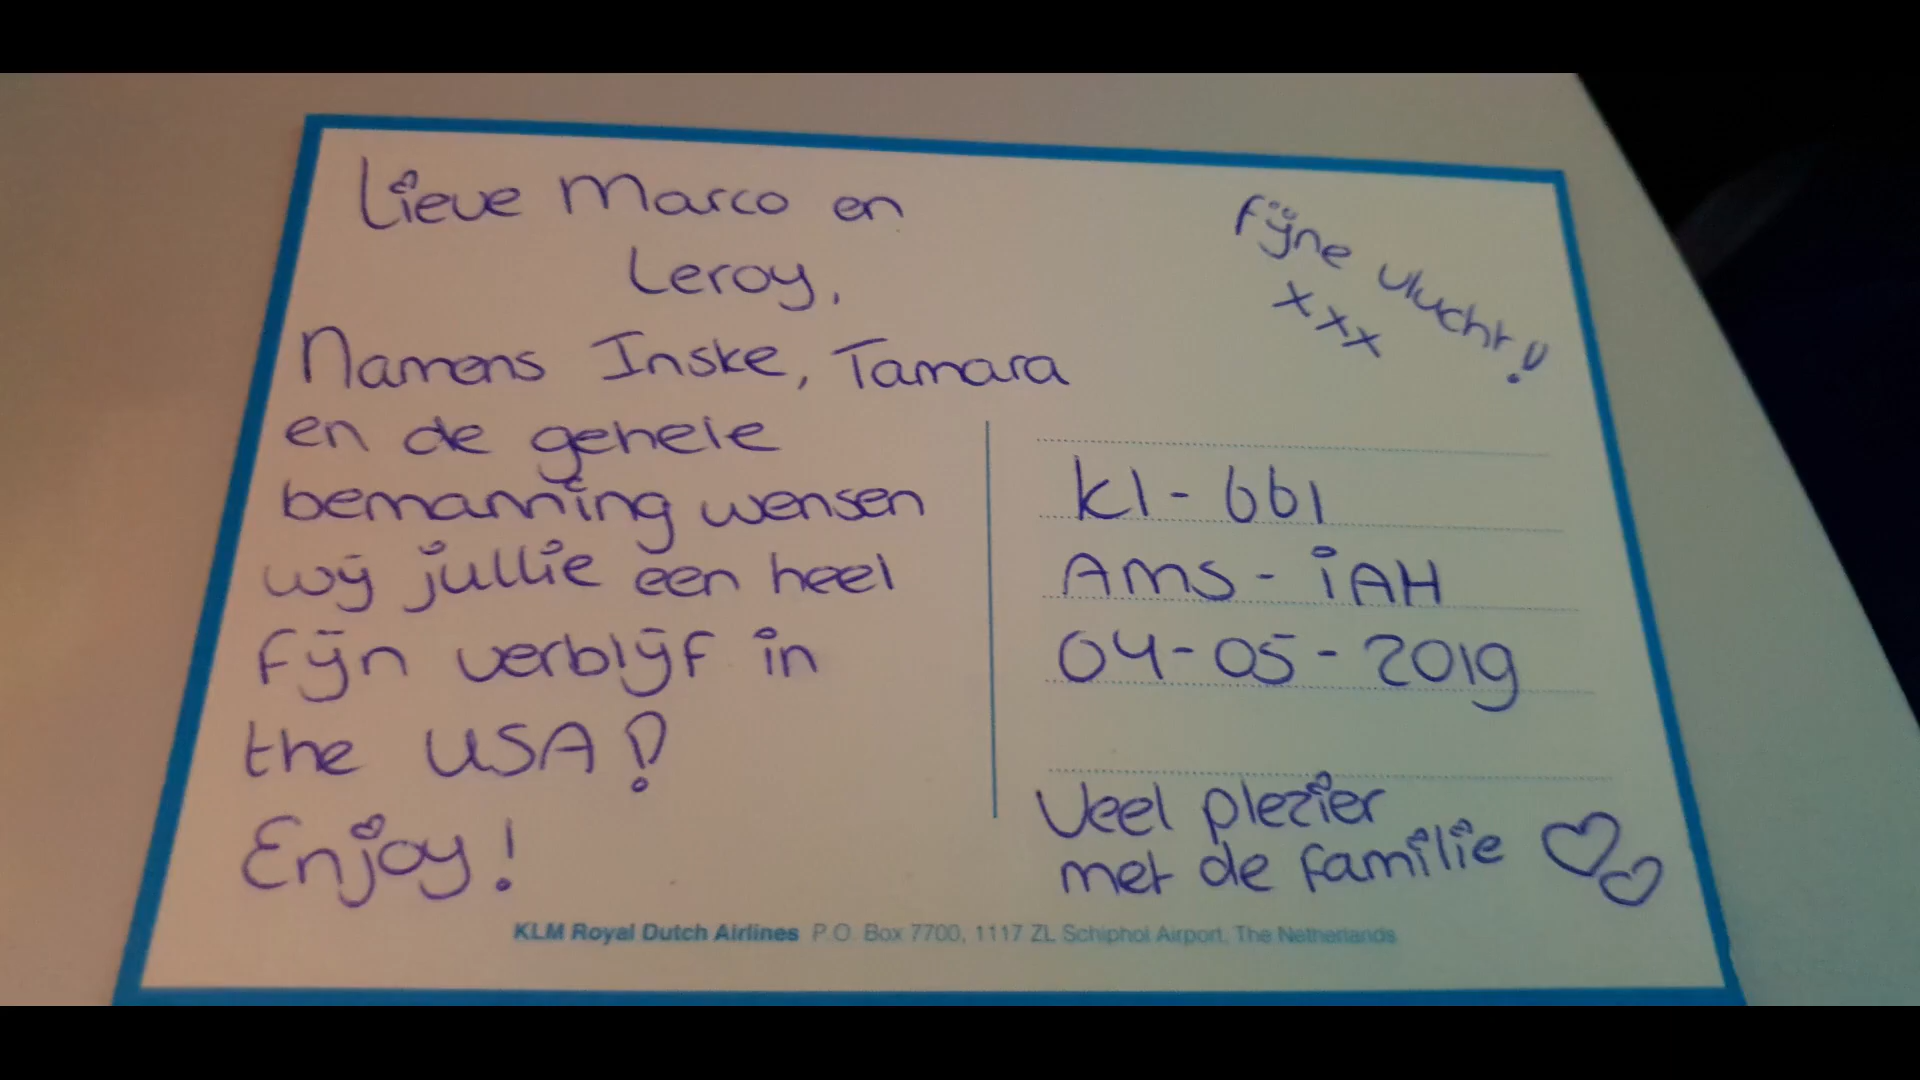 Lieve Marco en
Leroy,
Namens Inske, Tamara
en de gehele
bemanning wensen
wij jullie een heel
fijn verblijf in
the USA!
Enjoy!
Fijne vlucht!
xxx
Kl-661
AMS-iAH
04-05-2019
Veel plezier
met de familie
KLM Royal Dutch Airlines P.O. Box 7700, 1117 ZL Schiphol Airport, The Netherlands